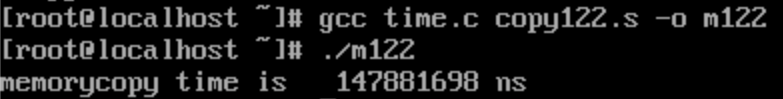 [root@localhost ~]# gcc time.c copy122.s -o m122
[root@localhost ~]# ./m122
memorycopy time is   147881698 ns